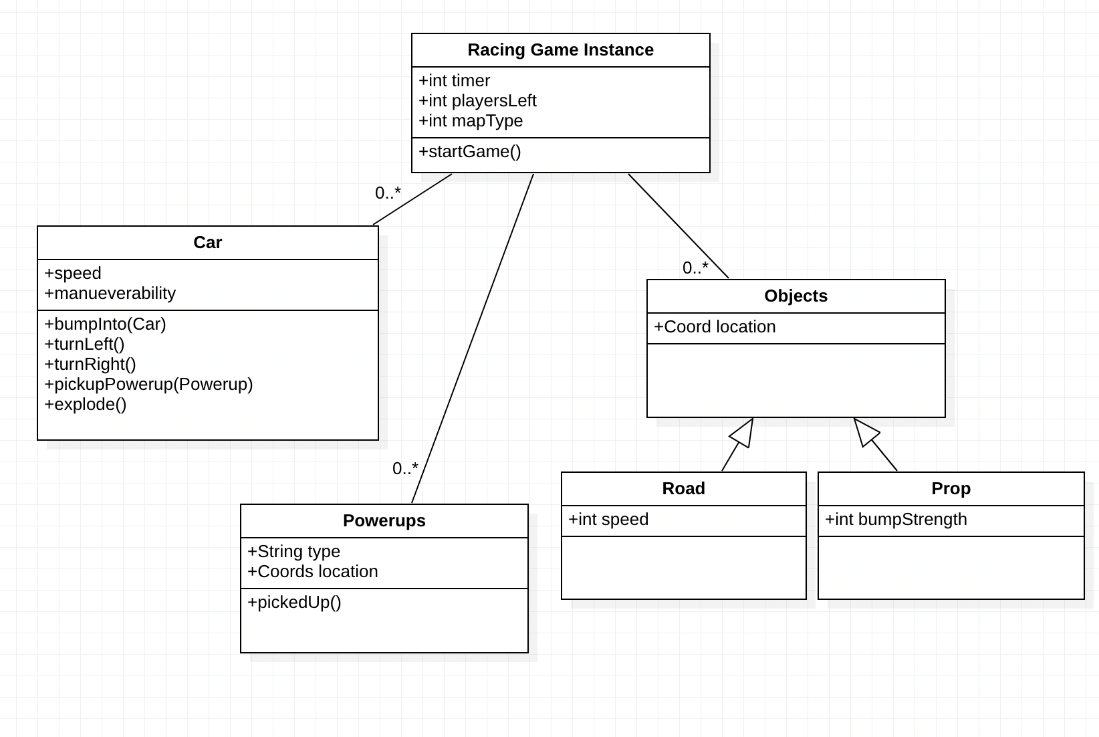 Racing Game Instance
+int timer
+int playersLeft
+int mapType
+startGame()
0..*
Car
+speed
+manueverability
+bumpInto(Car)
+turnLeft()
+turnRight()
+pickupPowerup(Powerup)
+explode()
0..*
Objects
+Coord location
0..*
Powerups
+String type
+Coords location
+pickedUp()
Road
+int speed
Prop
+int bumpStrength